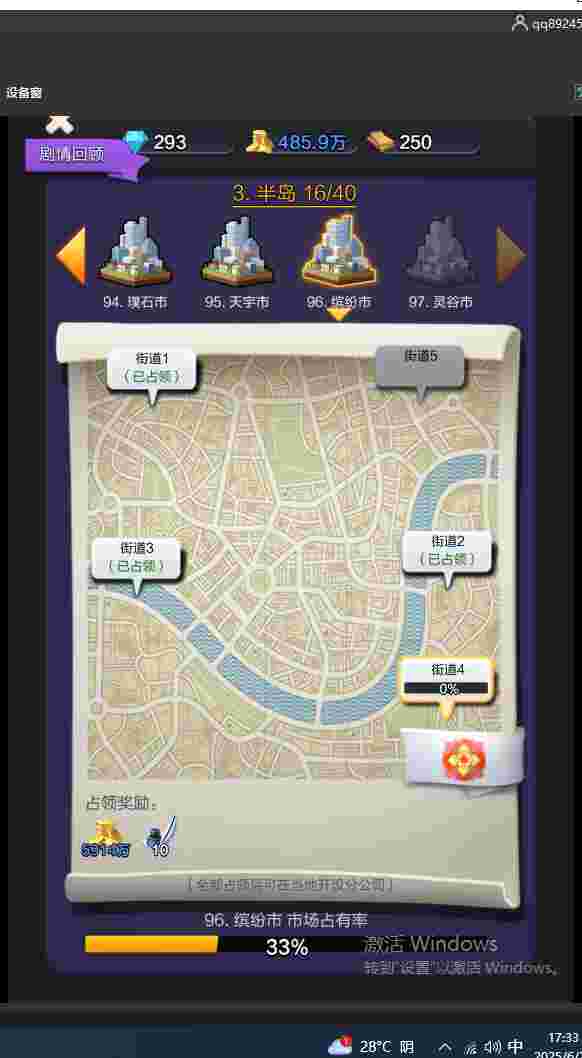 qq89245
设备窗
剧情回顾
293
485.9万
250
3. 半岛 16/40
94. 璞石市
95. 天宇市
96. 缤纷市
97. 灵谷市
街道1
（已占领）
街道5
街道3
（已占领）
街道2
（已占领）
街道4
0%
占领奖励：
5914万
10
（全部占领后可在当地开设分公司）
96. 缤纷市 市场占有率
33%
激活 Windows
转到“设置”以激活 Windows。
28°C 阴
中
17:33